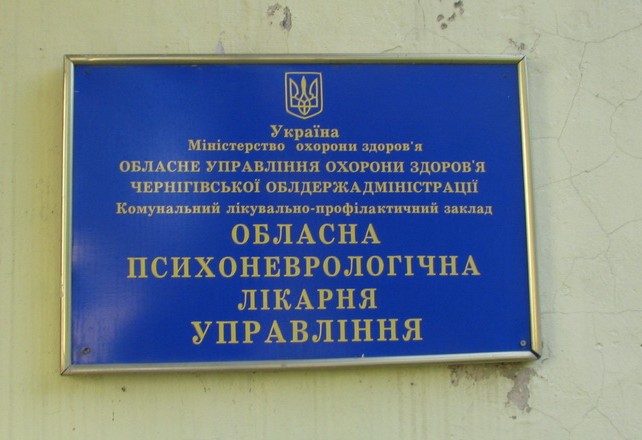 Україна
Міністерство охорони здоров'я
ОБЛАСНЕ УПРАВЛІННЯ ОХОРОНИ ЗДОРОВ'Я
ЧЕРНІГІВСЬКОЇ ОБЛДЕРЖАДМІНІСТРАЦІЇ
Комунальний лікувально-профілактичний заклад
ОБЛАСНА
ПСИХОНЕВРОЛОГІЧНА
ЛІКАРНЯ
УПРАВЛІННЯ